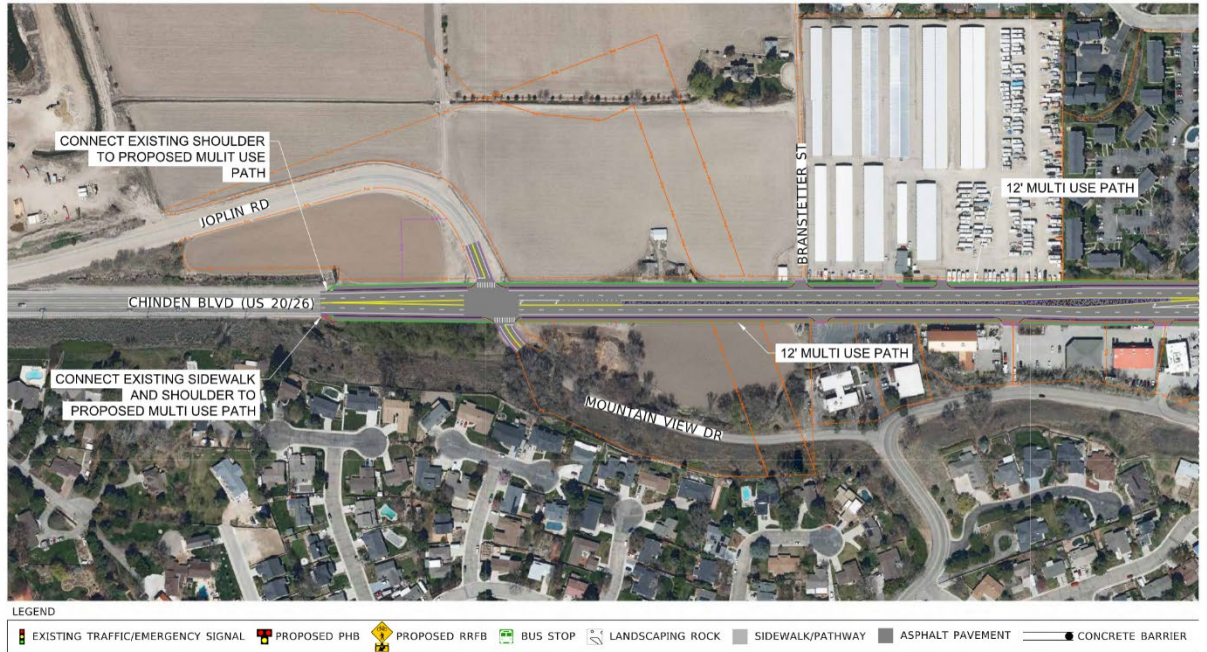 CONNECT EXISTING SHOULDER
TO PROPOSED MULIT USE
PATH
JOPLIN RD
BRANSTETTER ST
12' MULTI USE PATH
CHINDEN BLVD (US 20/26)
12' MULTI USE PATH
CONNECT EXISTING SIDEWALK
AND SHOULDER TO
PROPOSED MULTI USE PATH
MOUNTAIN VIEW DR
LEGEND
EXISTING TRAFFIC/EMERGENCY SIGNAL
PROPOSED PHB
PROPOSED RRFB
BUS STOP
LANDSCAPING ROCK
SIDEWALK/PATHWAY
ASPHALT PAVEMENT
CONCRETE BARRIER